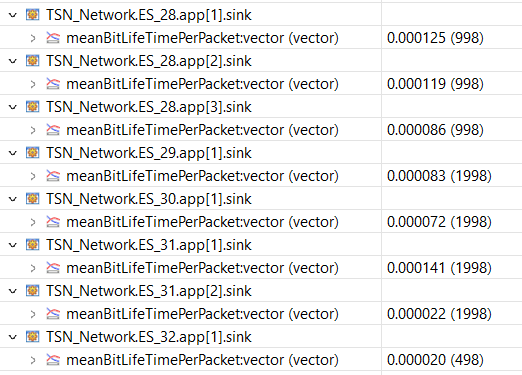 TSN_Network.ES_28.app[1].sink
meanBitLifeTimePerPacket:vector (vector) 0.000125 (998)
TSN_Network.ES_28.app[2].sink
meanBitLifeTimePerPacket:vector (vector) 0.000119 (998)
TSN_Network.ES_28.app[3].sink
meanBitLifeTimePerPacket:vector (vector) 0.000086 (998)
TSN_Network.ES_29.app[1].sink
meanBitLifeTimePerPacket:vector (vector) 0.000083 (1998)
TSN_Network.ES_30.app[1].sink
meanBitLifeTimePerPacket:vector (vector) 0.000072 (1998)
TSN_Network.ES_31.app[1].sink
meanBitLifeTimePerPacket:vector (vector) 0.000141 (1998)
TSN_Network.ES_31.app[2].sink
meanBitLifeTimePerPacket:vector (vector) 0.000022 (1998)
TSN_Network.ES_32.app[1].sink
meanBitLifeTimePerPacket:vector (vector) 0.000020 (498)